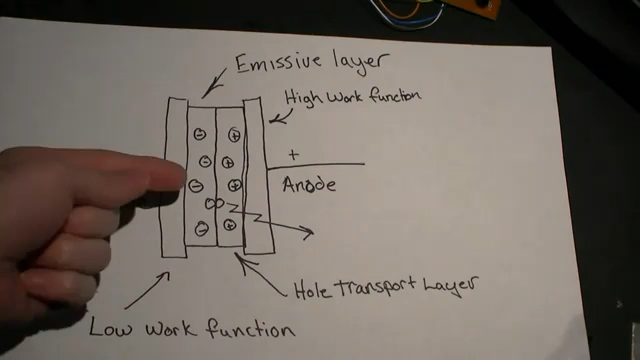 Emissive layer
High Work function
+
Anode
Hole Transport Layer
Low Work function